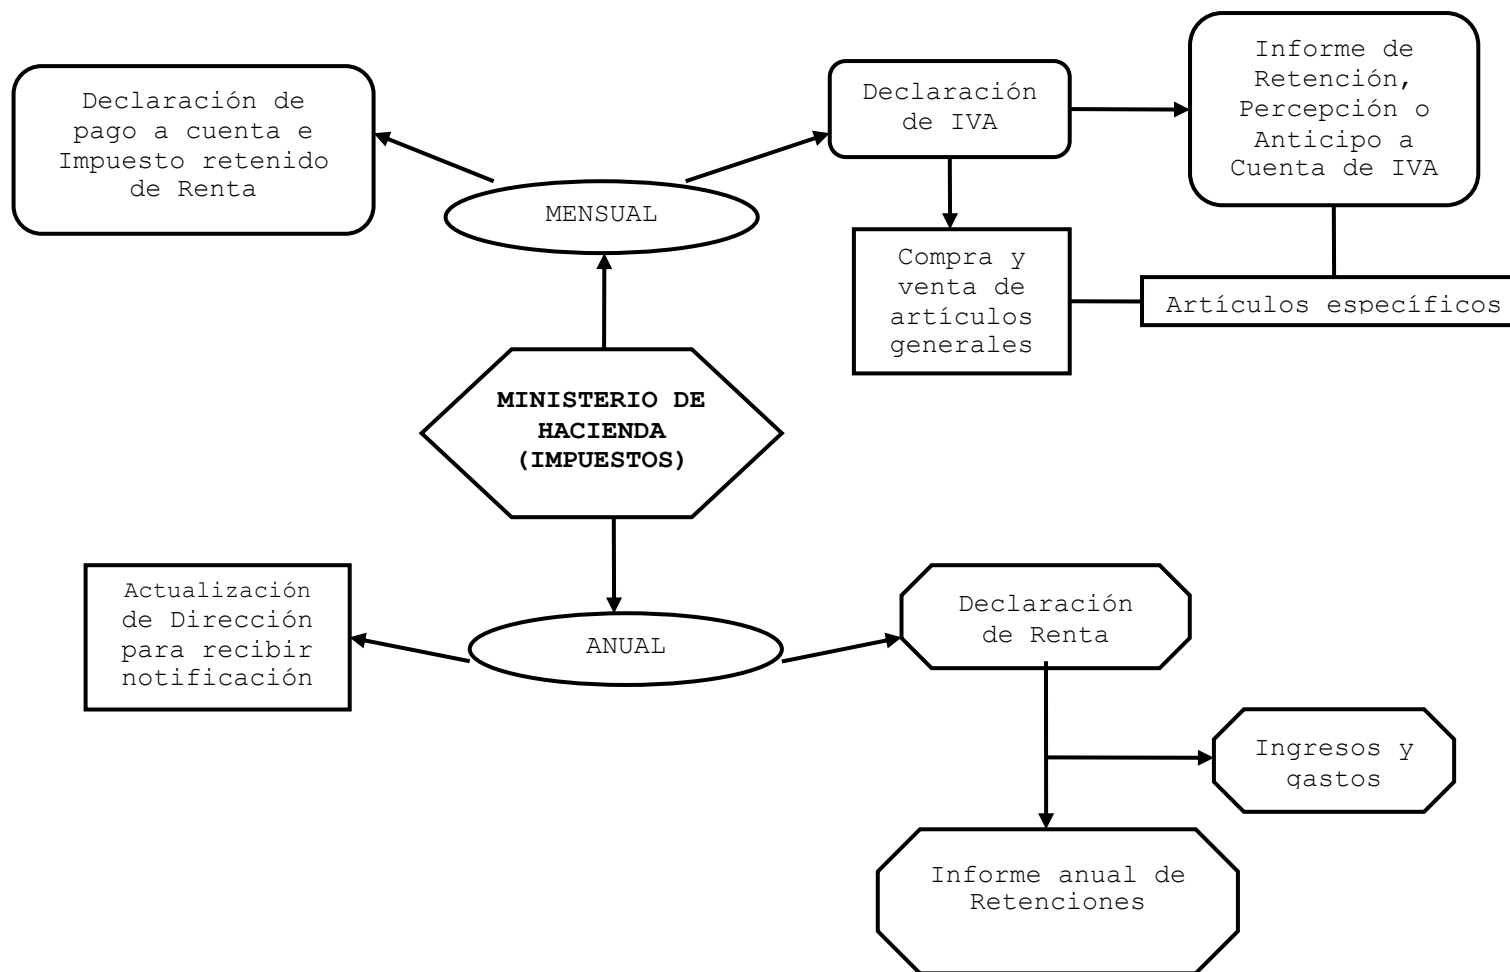 Declaración de
pago a cuenta e
Impuesto retenido
de Renta
MENSUAL
Declaración
de IVA
Informe de
Retención,
Percepción o
Anticipo a
Cuenta de IVA
Compra y
venta de
artículos
generales
Artículos específicos
MINISTERIO DE
HACIENDA
(IMPUESTOS)
Actualización
de Dirección
para recibir
notificación
ANUAL
Declaración
de Renta
Ingresos y
gastos
Informe anual de
Retenciones